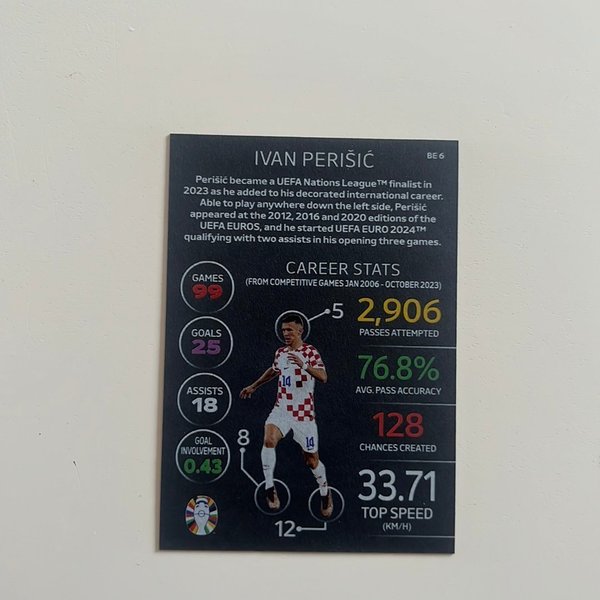 IVAN PERIŠIĆ
BE 6
Perišić became a UEFA Nations League™ finalist in
2023 as he added to his decorated international career.
Able to play anywhere down the left side, Perišić
appeared at the 2012, 2016 and 2020 editions of the
UEFA EUROS, and he started UEFA EURO 2024™
qualifying with two assists in his opening three games.
CAREER STATS
(FROM COMPETITIVE GAMES JAN 2006 - OCTOBER 2023)
GAMES
99
GOALS
25
ASSISTS
18
GOAL
INVOLVEMENT
0.43
5
8
12
14
14
2,906
PASSES ATTEMPTED
76.8%
AVG. PASS ACCURACY
128
CHANCES CREATED
33.71
TOP SPEED
(KM/H)